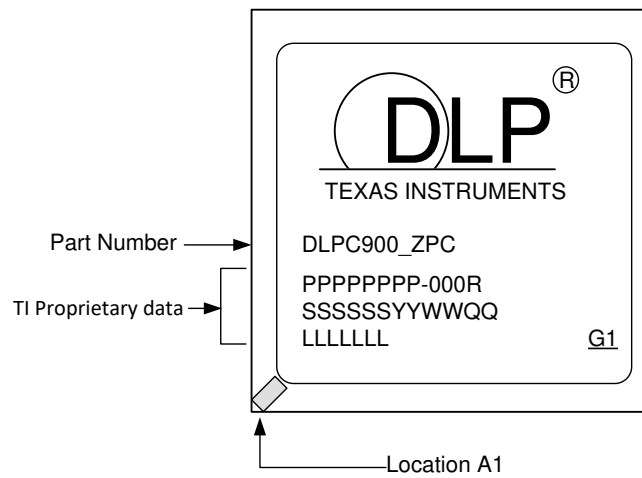 DLP®
TEXAS INSTRUMENTS
Part Number
DLPC900_ZPC
TI Proprietary data
PPPPPPPP-000R
SSSSSSYYWWQQ
LLLLLLL
G1
Location A1